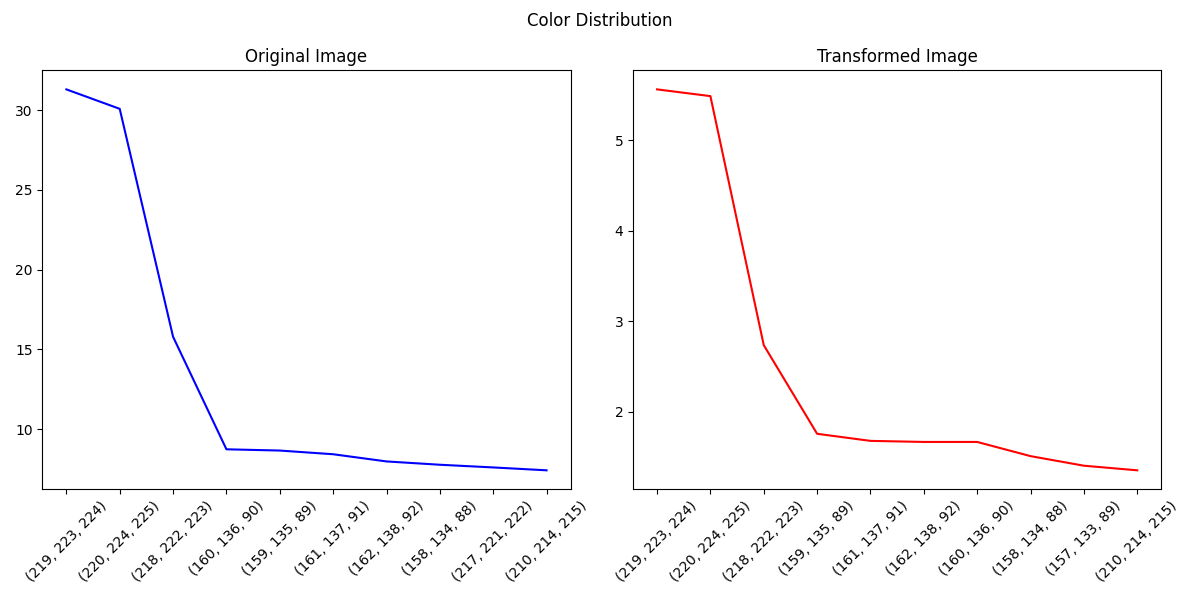 Color Distribution
Original Image
Transformed Image
30
25
20
15
10
(219, 223, 224)
(220, 224, 225)
(218, 222, 223)
(160, 136, 90)
(159, 135, 89)
(161, 137, 91)
(162, 138, 92)
(158, 134, 88)
(217, 221, 222)
(210, 214, 215)
5
4
3
2
(219, 223, 224)
(220, 224, 225)
(218, 222, 223)
(159, 135, 89)
(161, 137, 91)
(162, 138, 92)
(160, 136, 90)
(158, 134, 88)
(157, 133, 89)
(210, 214, 215)